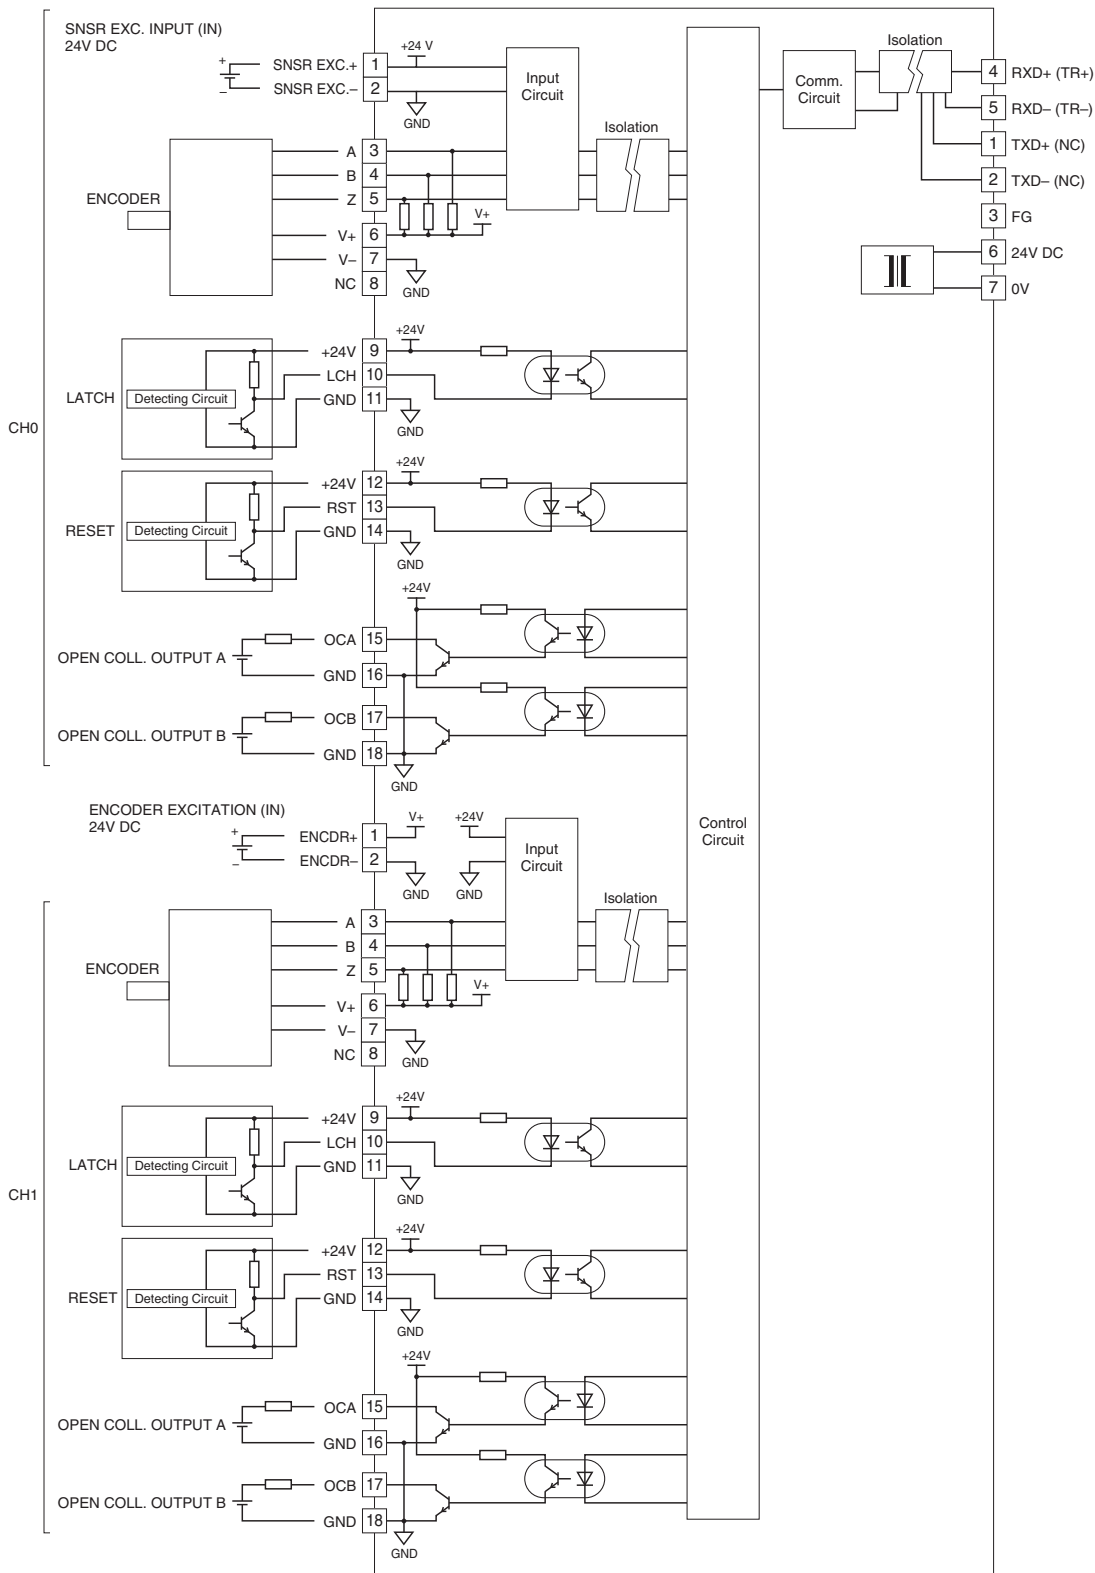 SNSR EXC. INPUT (IN)
24V DC
+
–
SNSR EXC.+ 1
SNSR EXC.– 2
+24 V
GND
Input
Circuit
Isolation
ENCODER
A 3
B 4
Z 5
V+ 6
V– 7
NC 8
V+
GND
CH0
LATCH
Detecting Circuit
+24V 9
LCH 10
GND 11
+24V
GND
RESET
Detecting Circuit
+24V 12
RST 13
GND 14
+24V
GND
+24V
OPEN COLL. OUTPUT A
OCA 15
GND 16
OPEN COLL. OUTPUT B
OCB 17
GND 18
GND
ENCODER EXCITATION (IN)
24V DC
+
–
ENCDR+ 1
ENCDR– 2
V+
GND
+24V
GND
Input
Circuit
Isolation
ENCODER
A 3
B 4
Z 5
V+ 6
V– 7
NC 8
V+
GND
CH1
LATCH
Detecting Circuit
+24V 9
LCH 10
GND 11
+24V
GND
RESET
Detecting Circuit
+24V 12
RST 13
GND 14
+24V
GND
+24V
OPEN COLL. OUTPUT A
OCA 15
GND 16
OPEN COLL. OUTPUT B
OCB 17
GND 18
GND
Control
Circuit
Comm.
Circuit
Isolation
4 RXD+ (TR+)
5 RXD– (TR–)
1 TXD+ (NC)
2 TXD– (NC)
3 FG
6 24V DC
7 0V